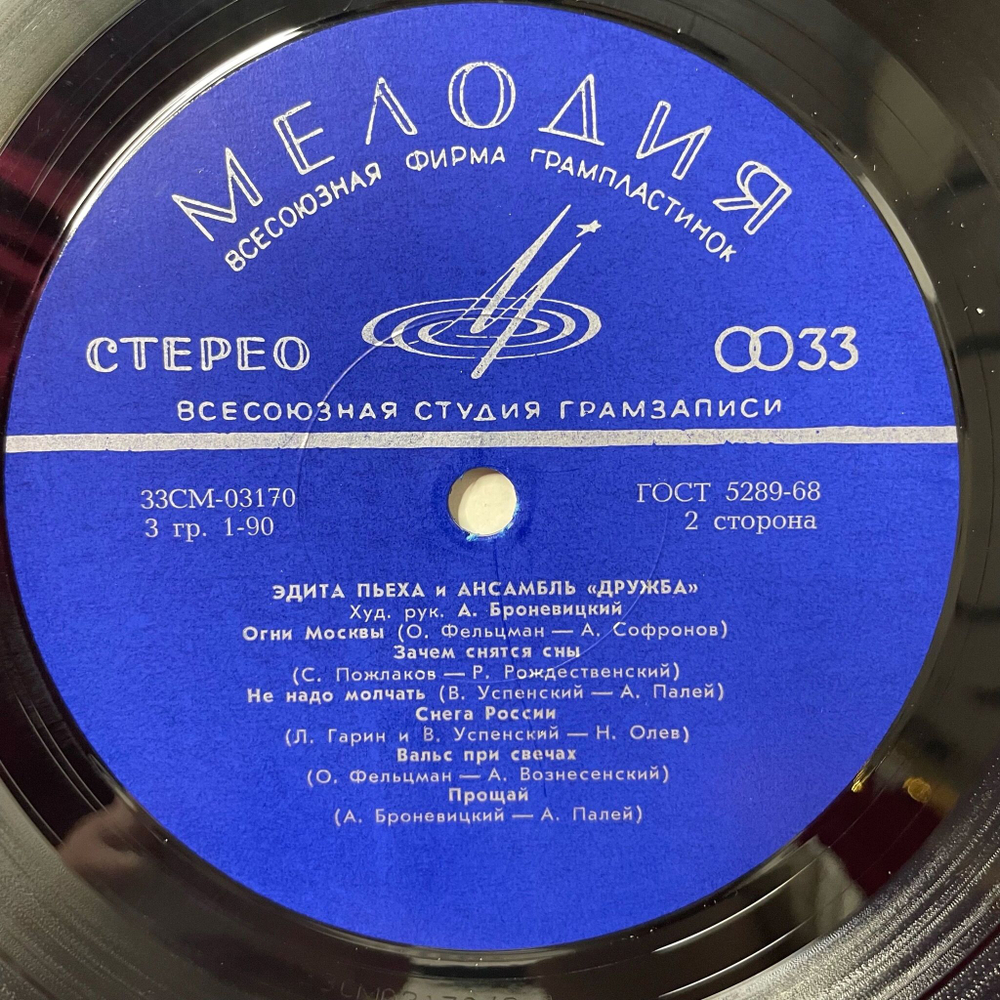 МЕЛОДИЯ
ВСЕСОЮЗНАЯ ФИРМА ГРАМПЛАСТИНОК
СТЕРЕО
33
ВСЕСОЮЗНАЯ СТУДИЯ ГРАМЗАПИСИ
33СМ-03170
ГОСТ 5289-68
3 гр. 1-90
2 сторона
ЭДИТА ПЬЕХА и АНСАМБЛЬ «ДРУЖБА»
Худ. рук. А. Броневицкий
Огни Москвы (О. Фельцман — А. Софронов)
Зачем снятся сны
(С. Пожлаков — Р. Рождественский)
Не надо молчать (В. Успенский — А. Палей)
Снега России
(Л. Гарин и В. Успенский — Н. Олев)
Вальс при свечах
(О. Фельцман — А. Вознесенский)
Прощай
(А. Броневицкий — А. Палей)